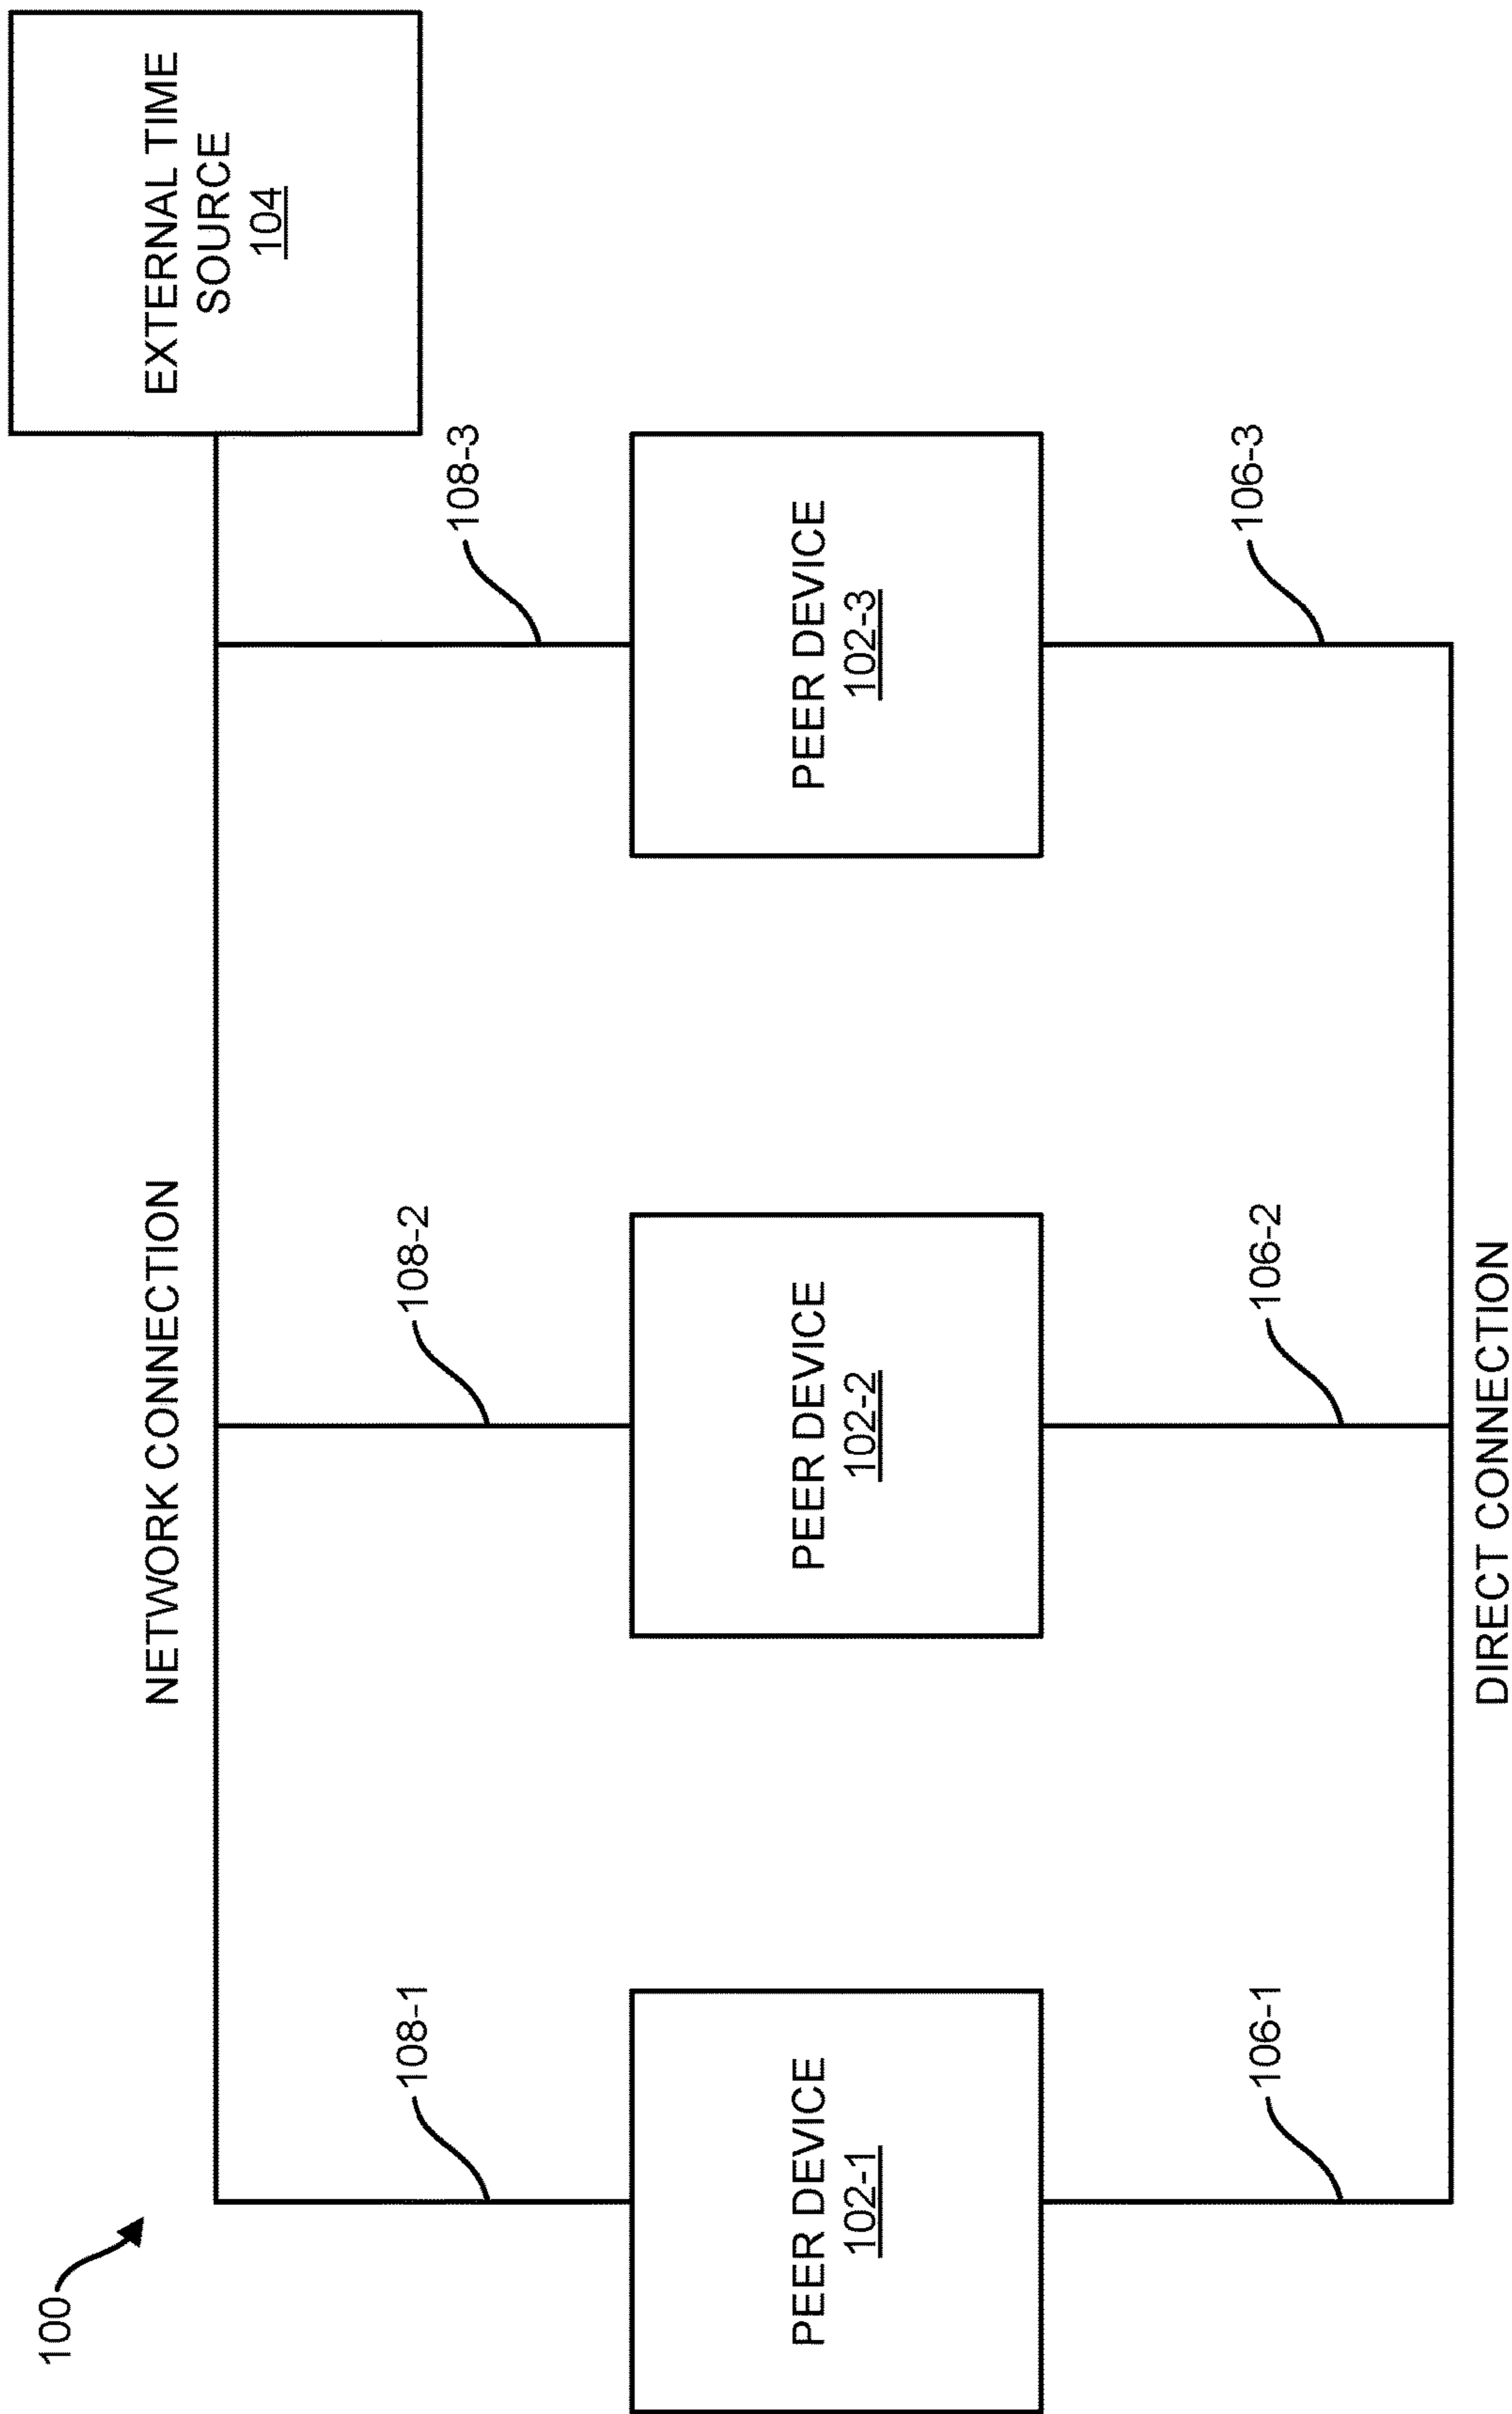 100
NETWORK CONNECTION
EXTERNAL TIME
SOURCE
104
108-1
108-2
108-3
PEER DEVICE
102-1
PEER DEVICE
102-2
PEER DEVICE
102-3
106-1
106-2
106-3
DIRECT CONNECTION